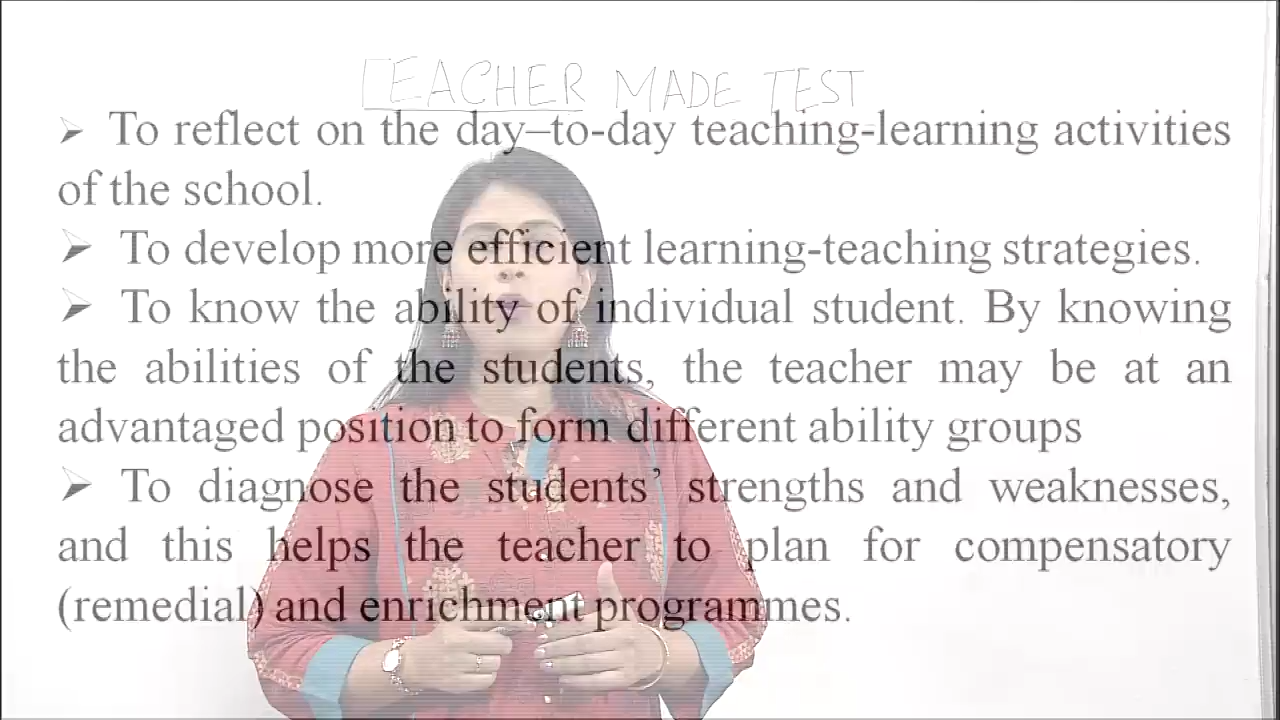 TEACHER MADE TEST
➢ To reflect on the day–to-day teaching-learning activities
of the school.
➢ To develop more efficient learning-teaching strategies.
➢ To know the ability of individual student. By knowing
the abilities of the students, the teacher may be at an
advantaged position to form different ability groups
➢ To diagnose the students’ strengths and weaknesses,
and this helps the teacher to plan for compensatory
(remedial) and enrichment programmes.